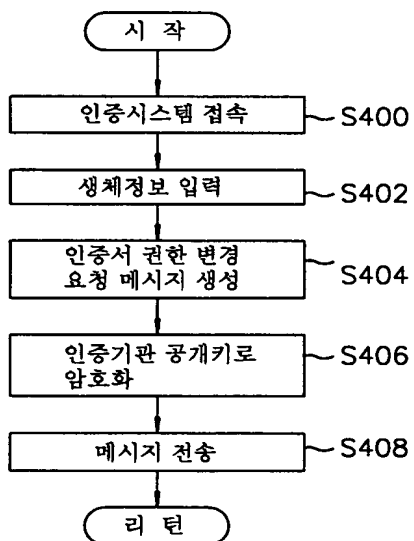 시 작
인증시스템 접속
S400
생체정보 입력
S402
인증서 권한 변경
요청 메시지 생성
S404
인증기관 공개키로
암호화
S406
메시지 전송
S408
리 턴